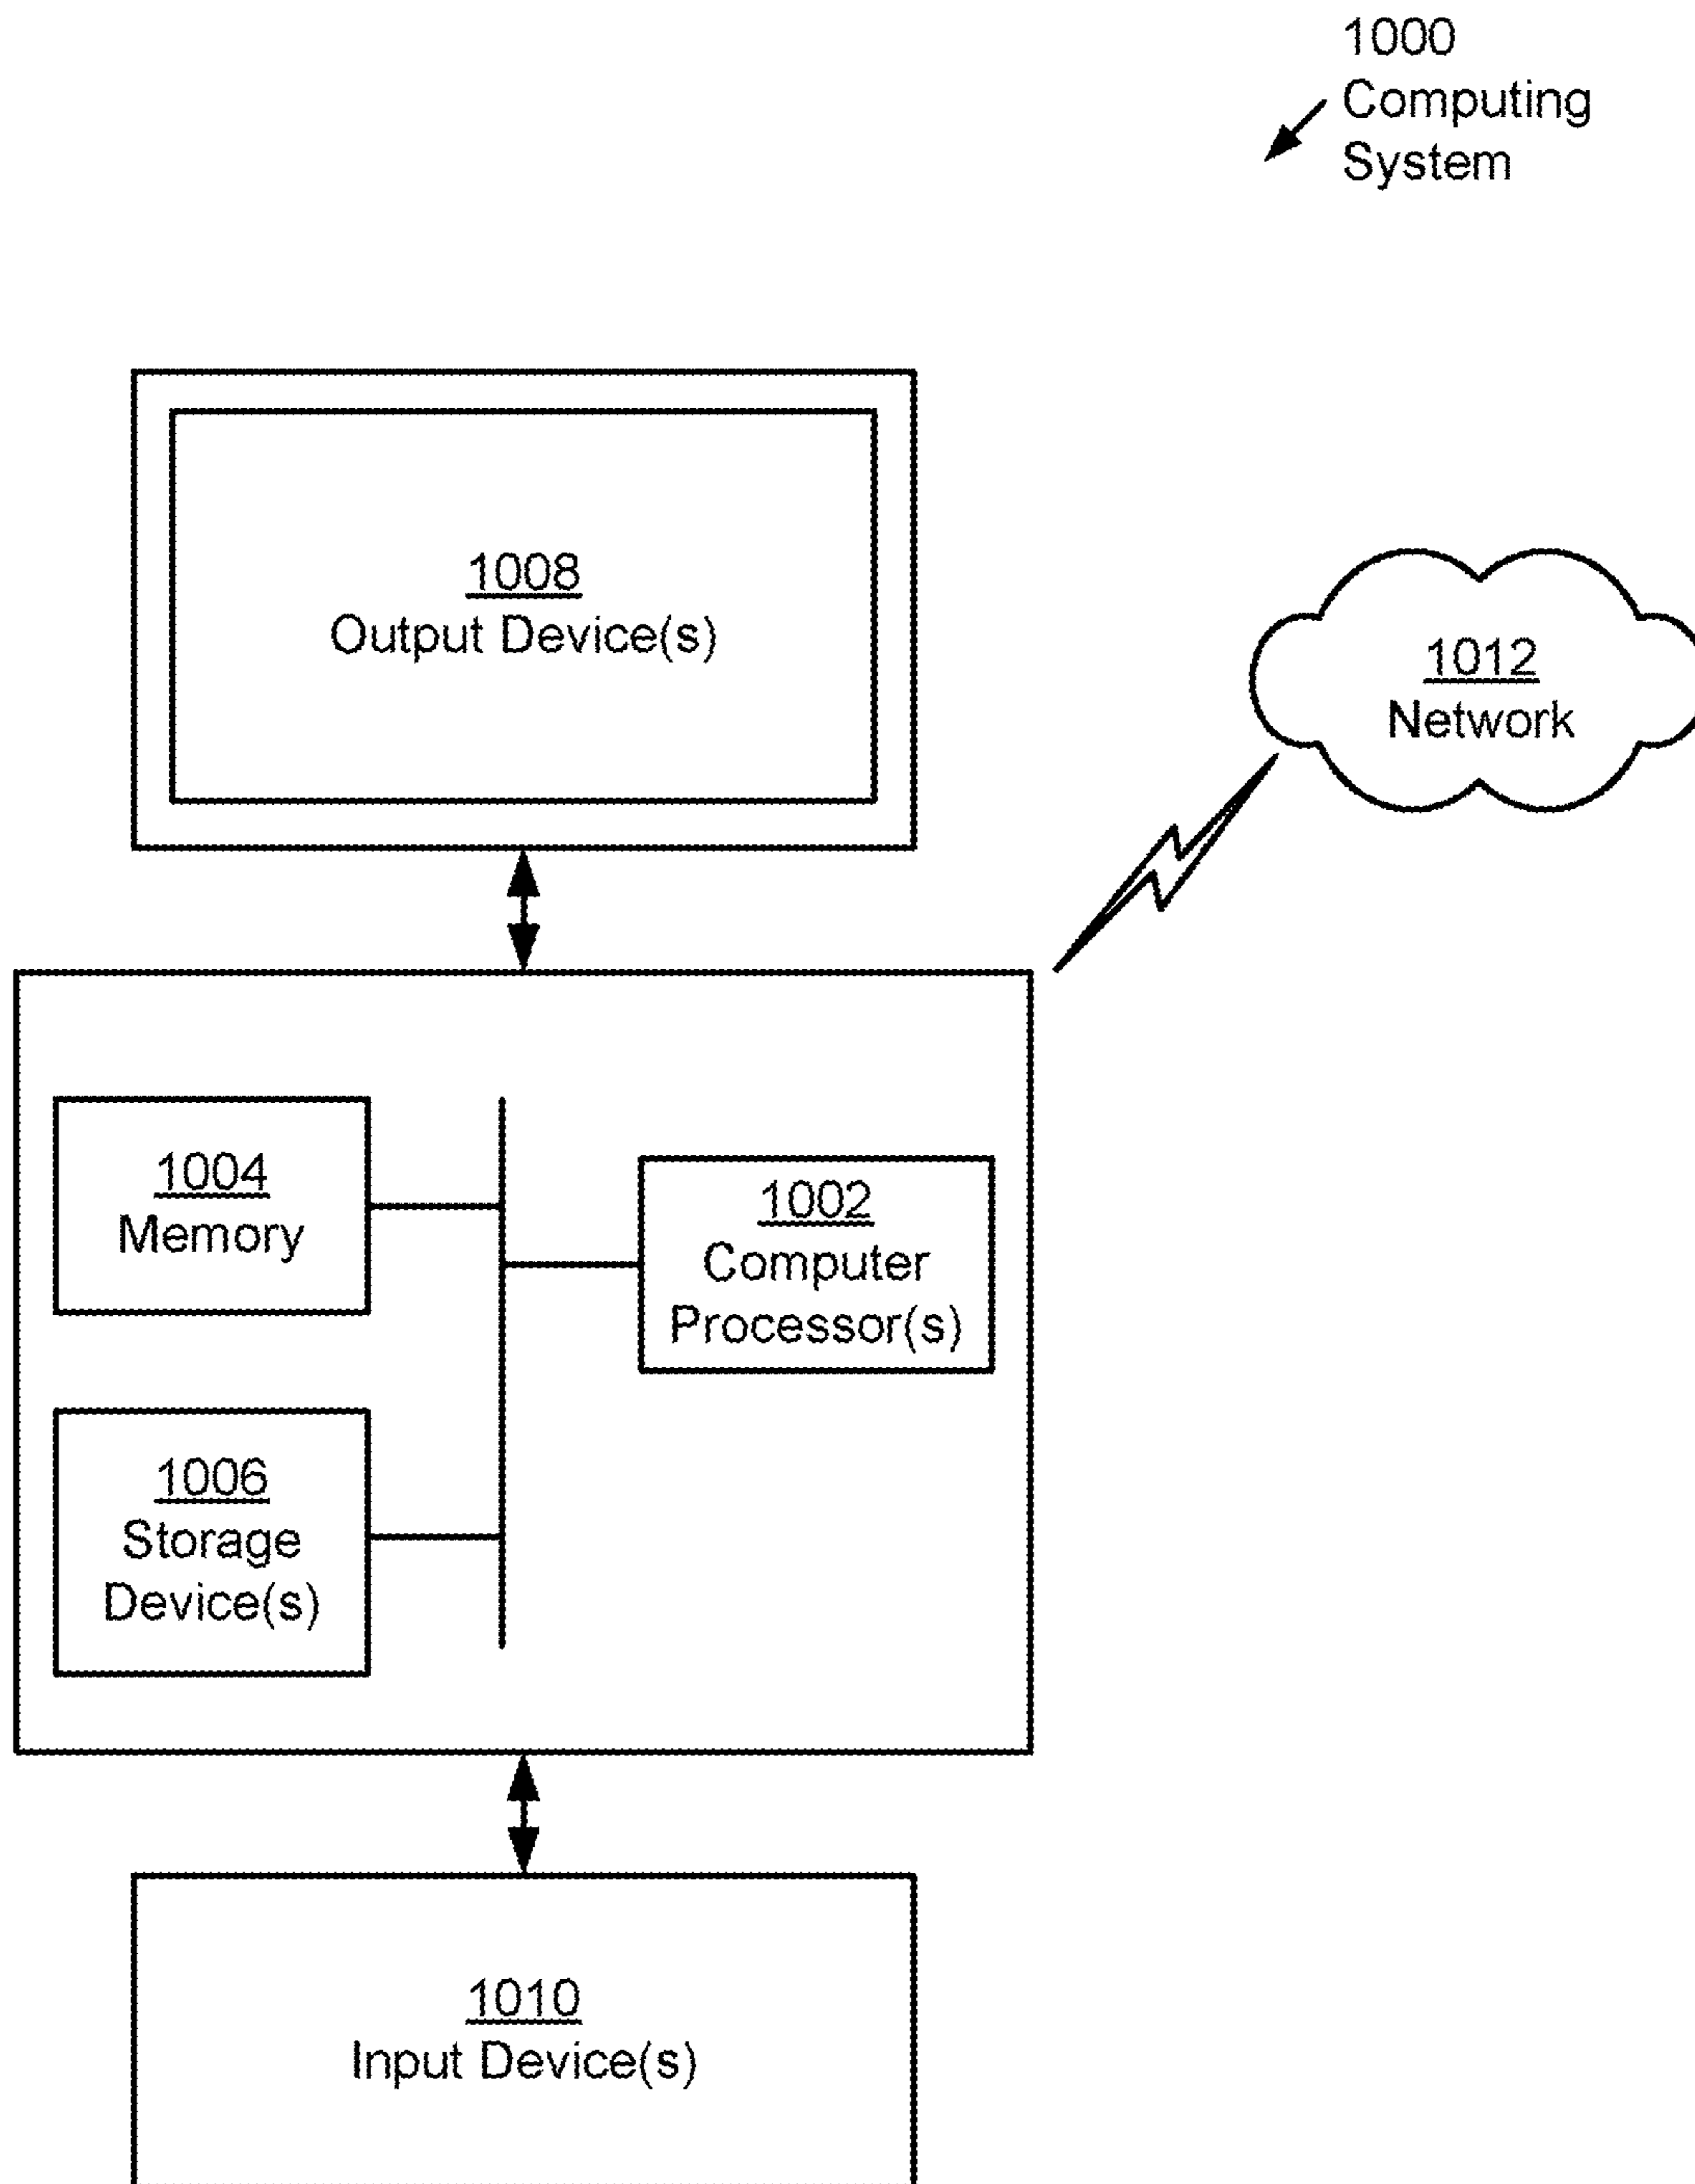 1000
Computing
System
1008
Output Device(s)
1012
Network
1004
Memory
1002
Computer
Processor(s)
1006
Storage
Device(s)
1010
Input Device(s)